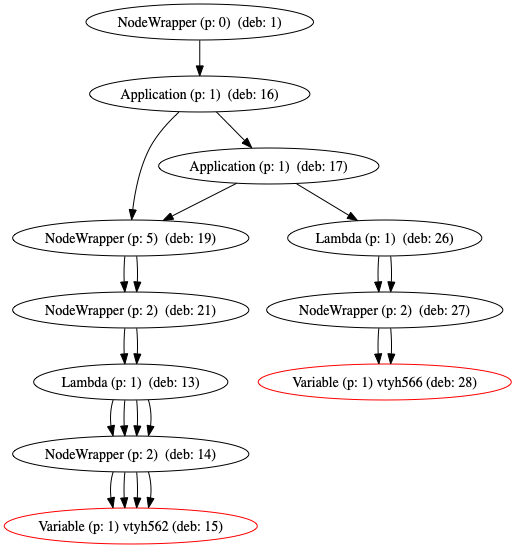 NodeWrapper (p: 0)  (deb: 1)
Application (p: 1)  (deb: 16)
Application (p: 1)  (deb: 17)
NodeWrapper (p: 5)  (deb: 19)
Lambda (p: 1)  (deb: 26)
NodeWrapper (p: 2)  (deb: 21)
NodeWrapper (p: 2)  (deb: 27)
Lambda (p: 1)  (deb: 13)
Variable (p: 1) vtyh566 (deb: 28)
NodeWrapper (p: 2)  (deb: 14)
Variable (p: 1) vtyh562 (deb: 15)